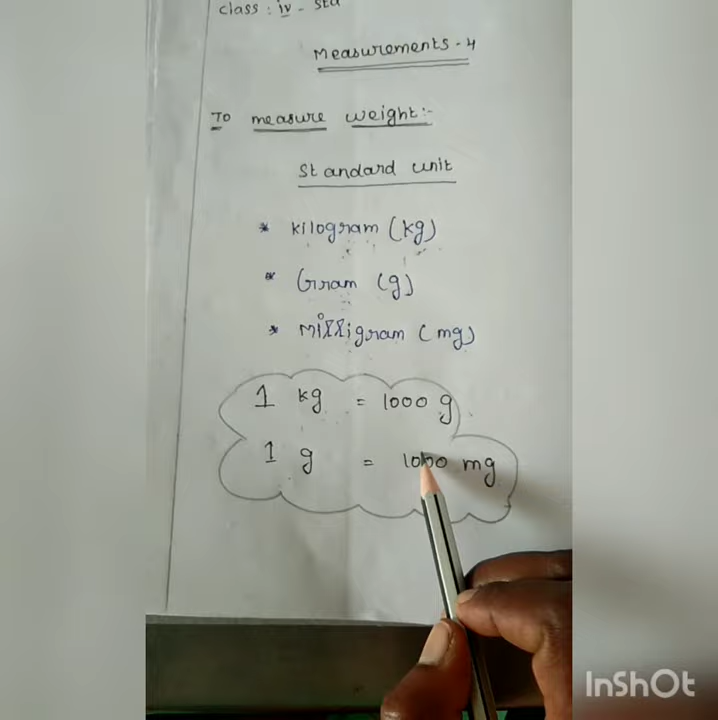 class : iv - std
Measurements - 4
To measure weight:-
Standard unit
* kilogram (kg)
* Gram (g)
* Milligram (mg)
1 kg = 1000 g
1 g = 1000 mg
InShOt